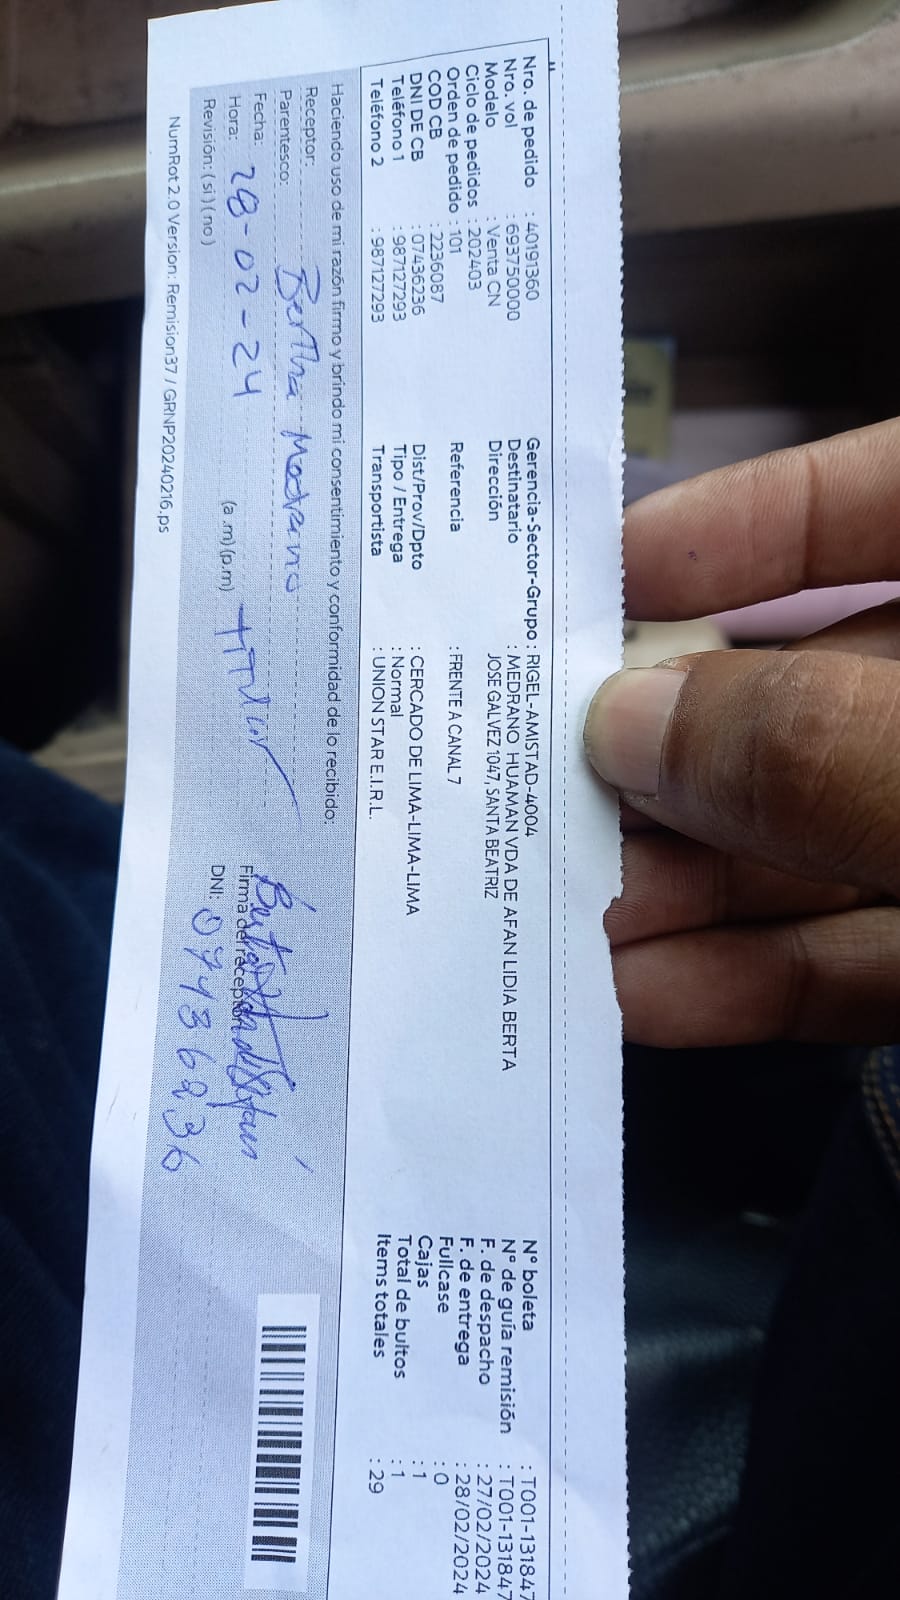 Nro. de pedido : 40191360
Nro. vol : 69375000
Modelo : Venta CN
Ciclo de pedidos : 202403
Orden de pedido : 101
COD CB : 2236087
DNI DE CB : 07436236
Teléfono 1 : 987127293
Teléfono 2 : 987127293
Gerencia-Sector-Grupo : RIGEL-AMISTAD-4004
Destinatario : MEDRANO HUAMAN VDA DE AFAN LIDIA BERTA
Dirección JOSE GALVEZ 1047, SANTA BEATRIZ
Referencia : FRENTE A CANAL 7
Dist/Prov/Dpto : CERCADO DE LIMA-LIMA-LIMA
Tipo / Entrega : Normal
Transportista : UNION STAR E.I.R.L.
N° boleta : T001-131847
N° de guía remisión : T001-131847
F. de despacho : 27/02/2024
F. de entrega : 28/02/2024
Fullcase : 0
Cajas : 1
Total de bultos : 1
Items totales : 29
Haciendo uso de mi razón firmo y brindo mi consentimiento y conformidad de lo recibido:
Receptor: Bertha Medrano
Parentesco: Titular
Fecha: 28-02-24
Hora: (a.m) (p.m)
Revisión: ( si ) ( no )
Firma del receptor
DNI: 07436236
NumRot 2.0 Version: Remision37 / GRNP20240216.ps